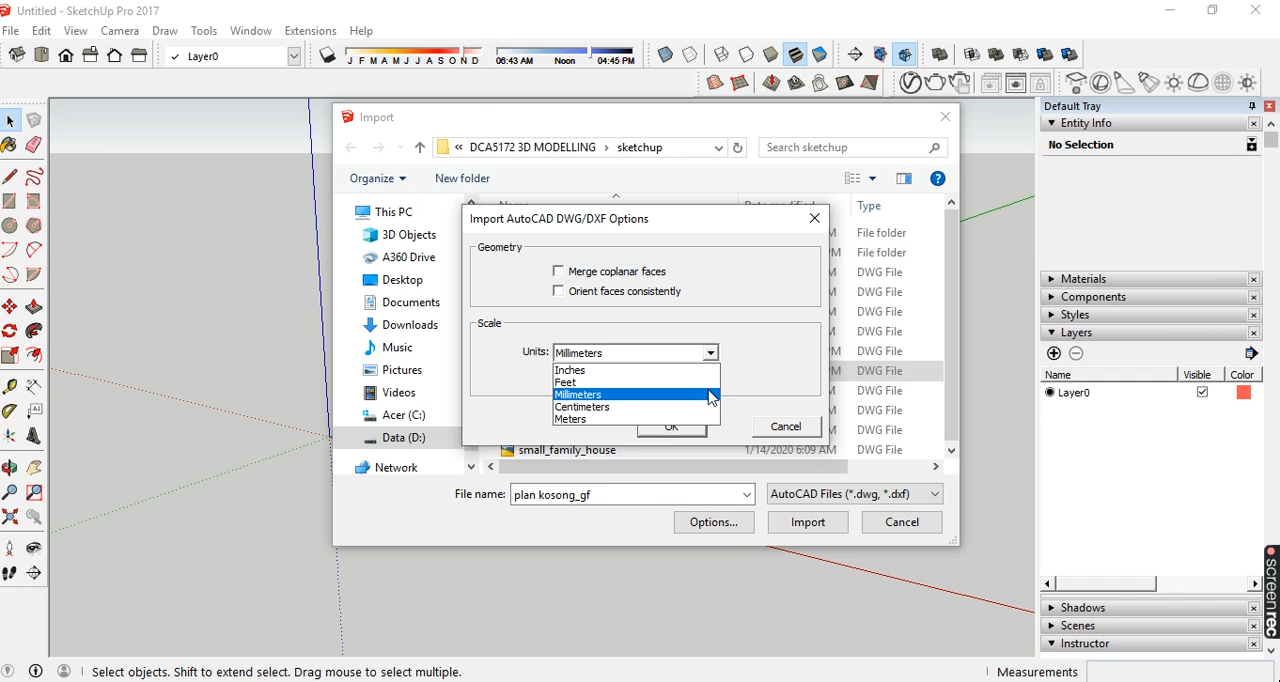 Untitled - SketchUp Pro 2017
File Edit View Camera Draw Tools Window Extensions Help
Layer0
J F M A M J J A S O N D
06:43 AM Noon 04:45 PM
Default Tray
Entity Info
No Selection
Materials
Components
Styles
Layers
Name Visible Color
Layer0
Shadows
Scenes
Instructor
Import
« DCA5172 3D MODELLING › sketchup
Search sketchup
Organize New folder
This PC
3D Objects
A360 Drive
Desktop
Documents
Downloads
Music
Pictures
Videos
Acer (C:)
Data (D:)
Network
Type
File folder
File folder
DWG File
DWG File
DWG File
DWG File
DWG File
DWG File
DWG File
DWG File
DWG File
DWG File
small_family_house 1/14/2020 6:09 AM
Import AutoCAD DWG/DXF Options
Geometry
Merge coplanar faces
Orient faces consistently
Scale
Units: Millimeters
Inches
Feet
Millimeters
Centimeters
Meters
OK Cancel
File name: plan kosong_gf
AutoCAD Files (*.dwg, *.dxf)
Options... Import Cancel
Select objects. Shift to extend select. Drag mouse to select multiple.
Measurements
screenrec